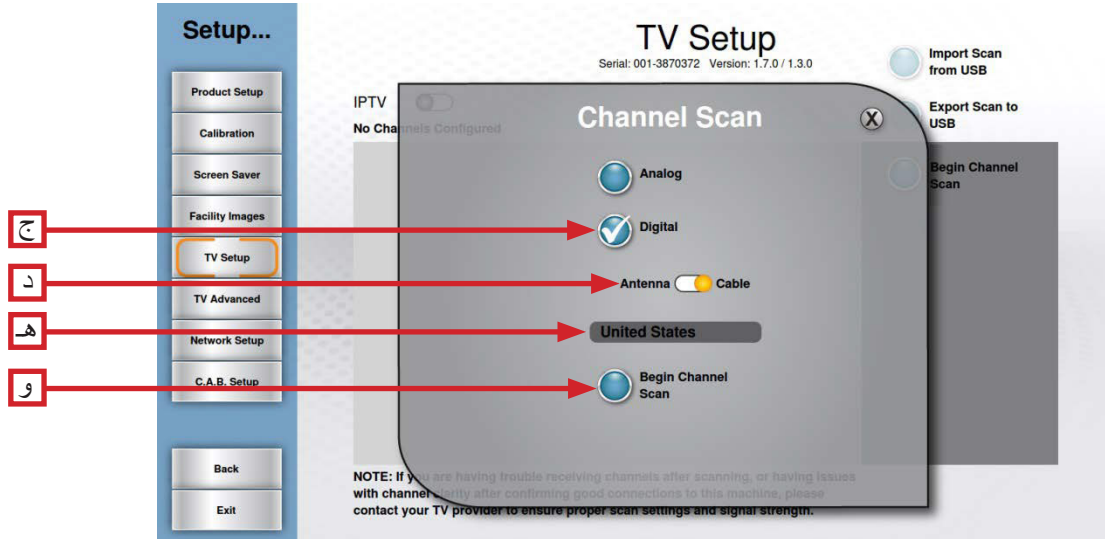 Setup...
Product Setup
Calibration
Screen Saver
Facility Images
TV Setup
TV Advanced
Network Setup
C.A.B. Setup
Back
Exit
ج
د
هـ
و
TV Setup
Serial: 001-3870372 Version: 1.7.0 / 1.3.0
Import Scan
from USB
Export Scan to
USB
Begin Channel
Scan
IPTV
No Channels Configured
Channel Scan
X
Analog
Digital
Antenna Cable
United States
Begin Channel
Scan
NOTE: If you are having trouble receiving channels after scanning, or having issues
with channel clarity after confirming good connections to this machine, please
contact your TV provider to ensure proper scan settings and signal strength.